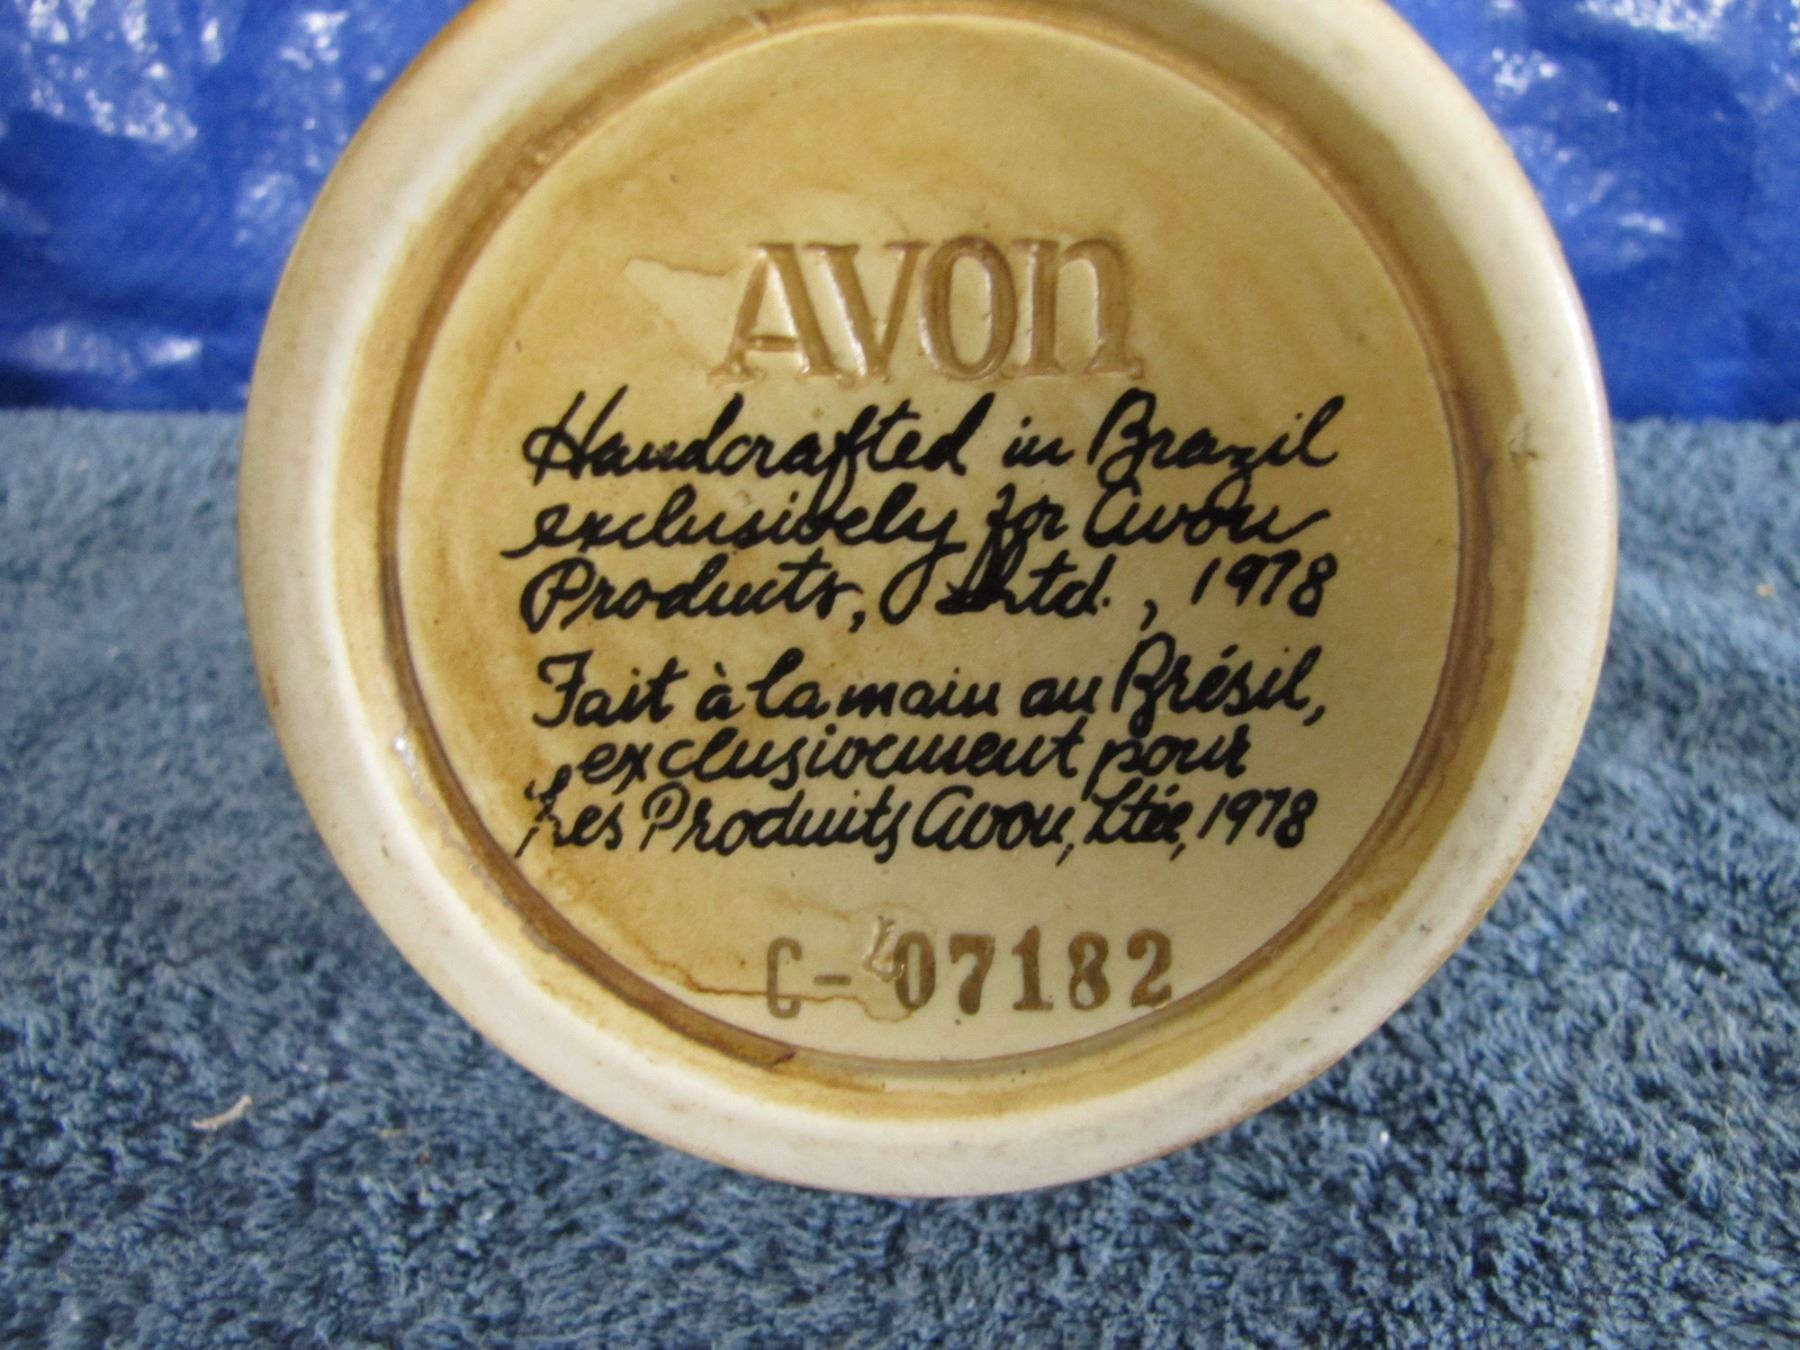 AVON
Handcrafted in Brazil
exclusively for Avon
Products, Ltd., 1978
Fait à la main au Brésil,
exclusivement pour
Les Produits Avon, Ltée, 1978
C- 07182